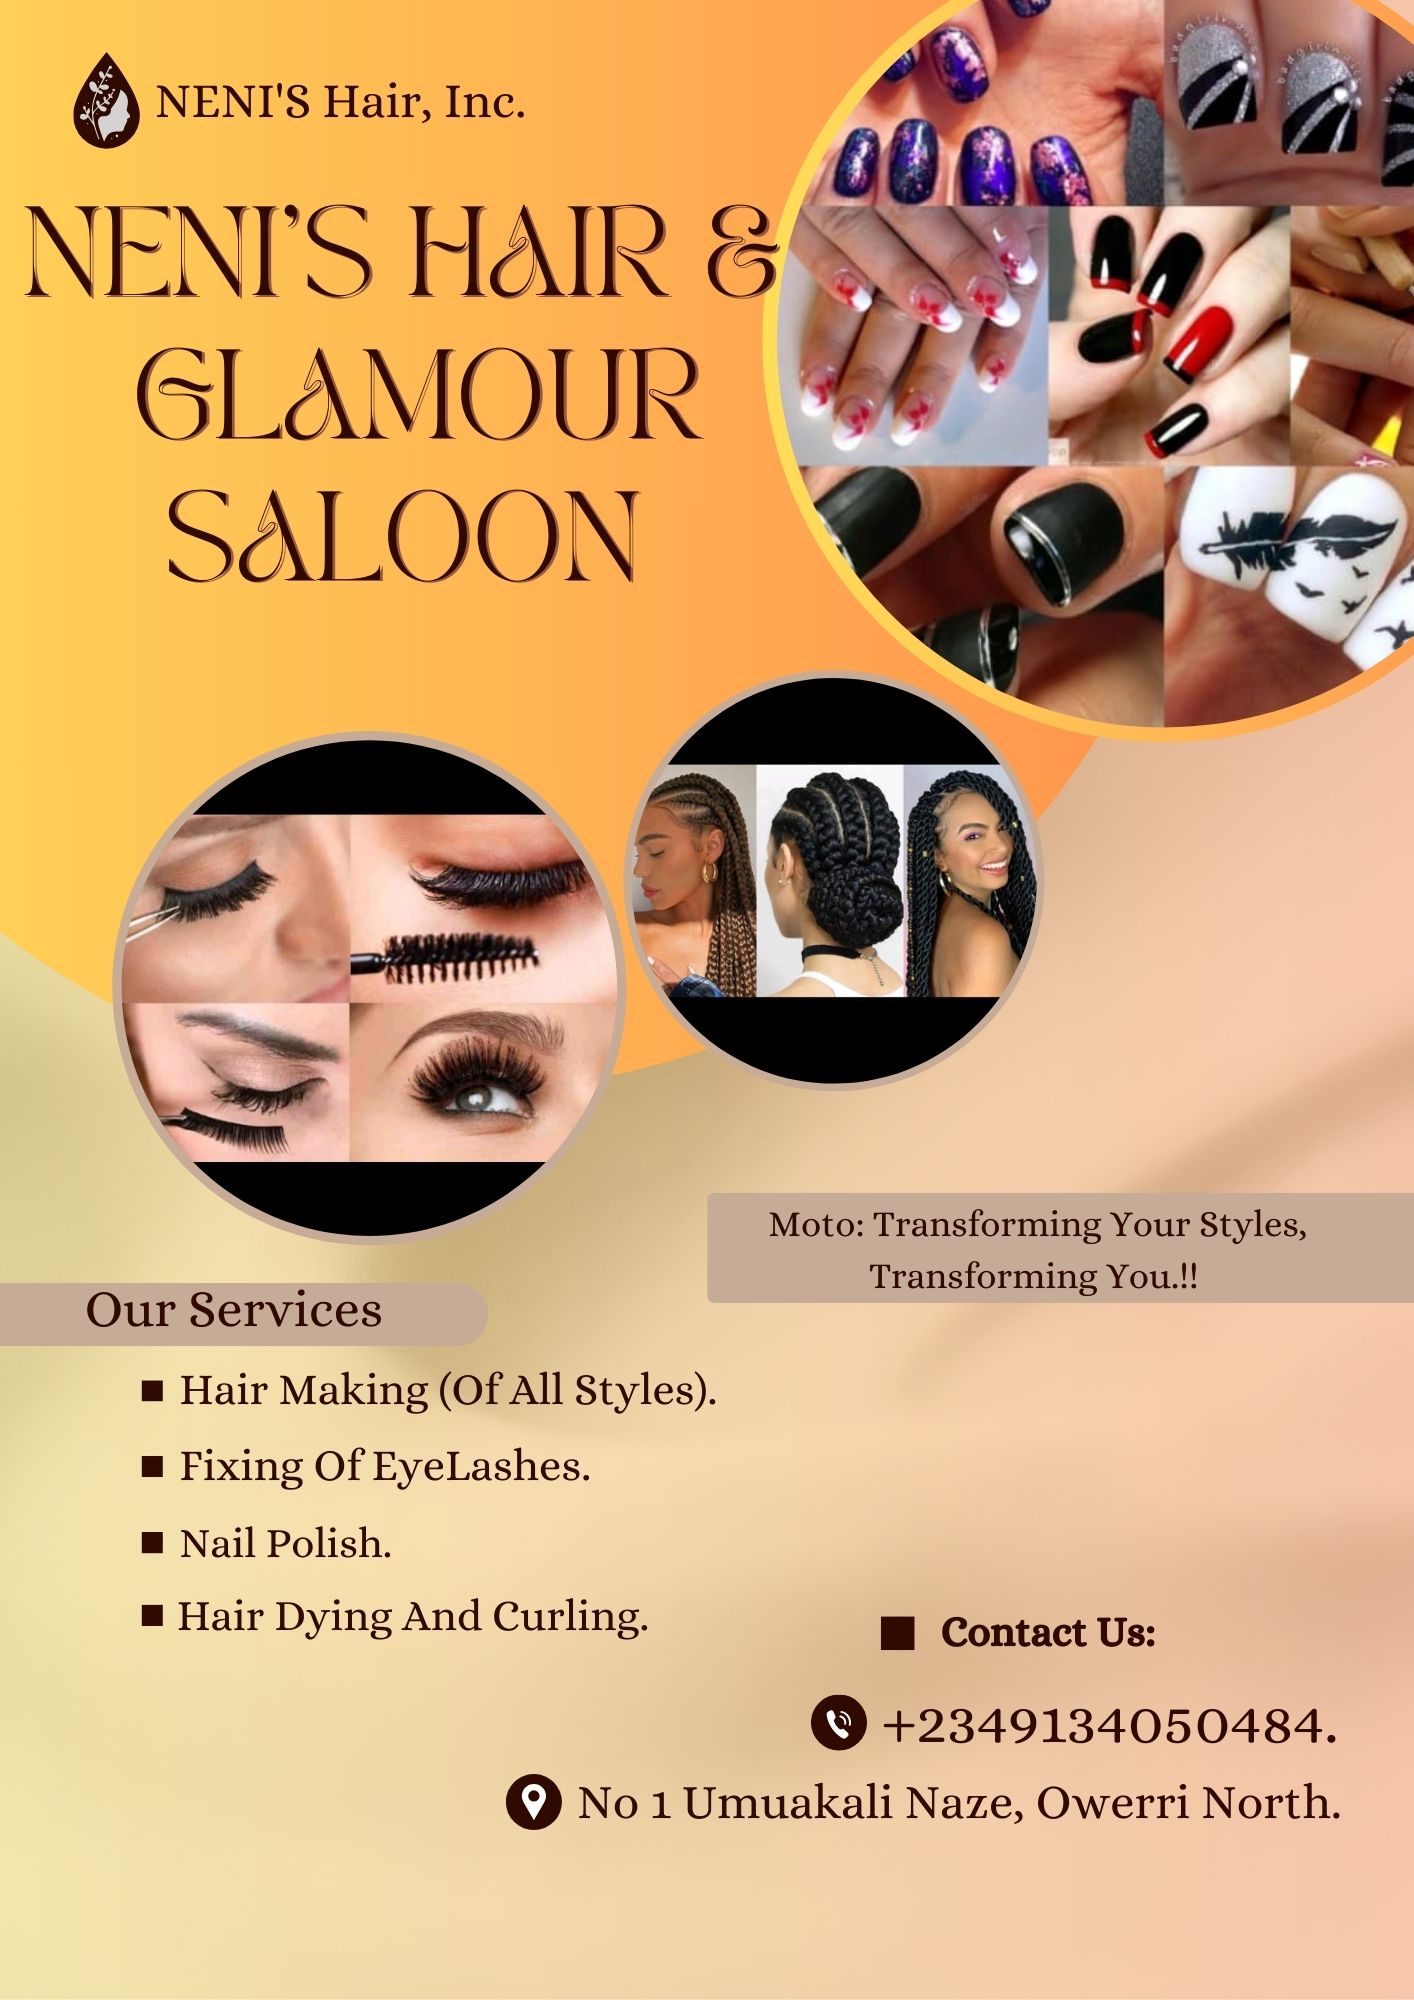 NENI'S Hair, Inc.
NENI'S HAIR &
GLAMOUR
SALOON
badgirlworld
badgirlworld
Moto: Transforming Your Styles,
Transforming You.!!
Our Services
Hair Making (Of All Styles).
Fixing Of EyeLashes.
Nail Polish.
Hair Dying And Curling.
Contact Us:
+2349134050484.
No 1 Umuakali Naze, Owerri North.